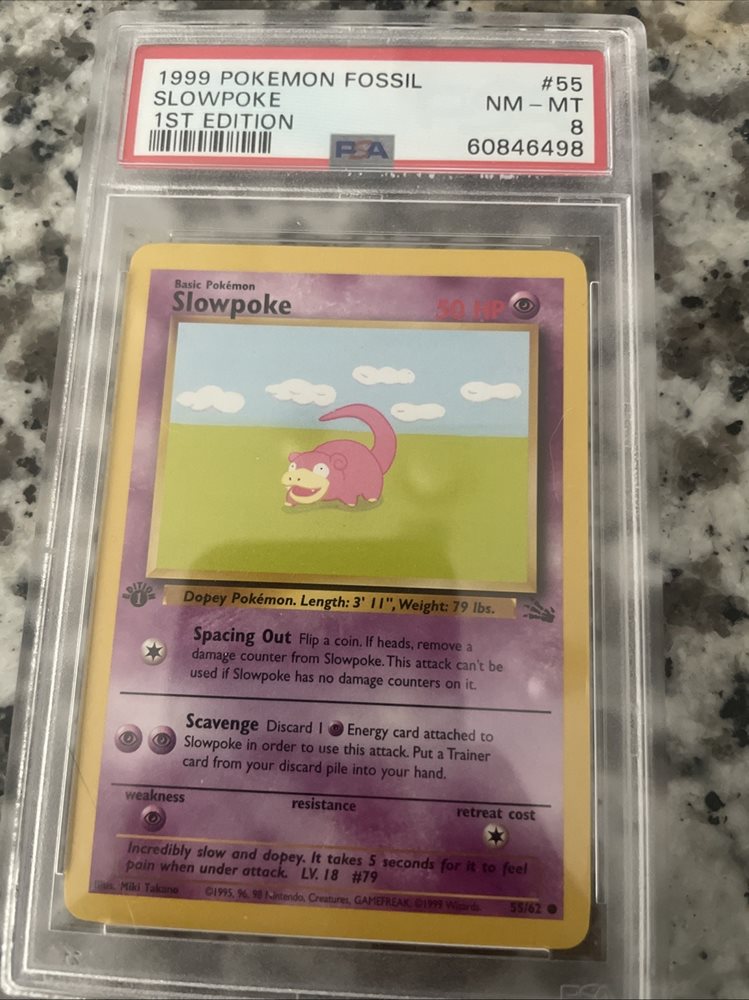 1999 POKEMON FOSSIL #55
SLOWPOKE NM - MT
1ST EDITION 8
PSA 60846498
Basic Pokémon
Slowpoke 50 HP
EDITION 1
Dopey Pokémon. Length: 3' 11", Weight: 79 lbs.
Spacing Out Flip a coin. If heads, remove a
damage counter from Slowpoke. This attack can't be
used if Slowpoke has no damage counters on it.
Scavenge Discard 1 Energy card attached to
Slowpoke in order to use this attack. Put a Trainer
card from your discard pile into your hand.
weakness resistance retreat cost
Incredibly slow and dopey. It takes 5 seconds for it to feel
pain when under attack. LV. 18 #79
Illus. Miki Takano ©1995, 96, 98 Nintendo, Creatures, GAMEFREAK. ©1999 Wizards. 55/62
PSA